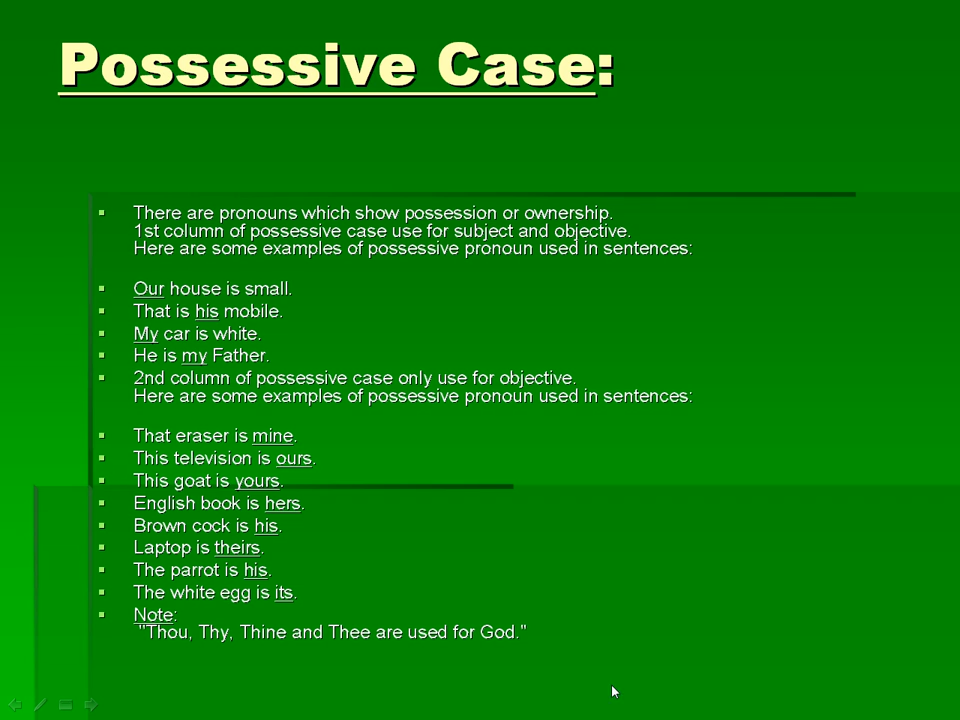 Possessive Case:
▪ There are pronouns which show possession or ownership.
1st column of possessive case use for subject and objective.
Here are some examples of possessive pronoun used in sentences:
▪ Our house is small.
▪ That is his mobile.
▪ My car is white.
▪ He is my Father.
▪ 2nd column of possessive case only use for objective.
Here are some examples of possessive pronoun used in sentences:
▪ That eraser is mine.
▪ This television is ours.
▪ This goat is yours.
▪ English book is hers.
▪ Brown cock is his.
▪ Laptop is theirs.
▪ The parrot is his.
▪ The white egg is its.
▪ Note:
"Thou, Thy, Thine and Thee are used for God."